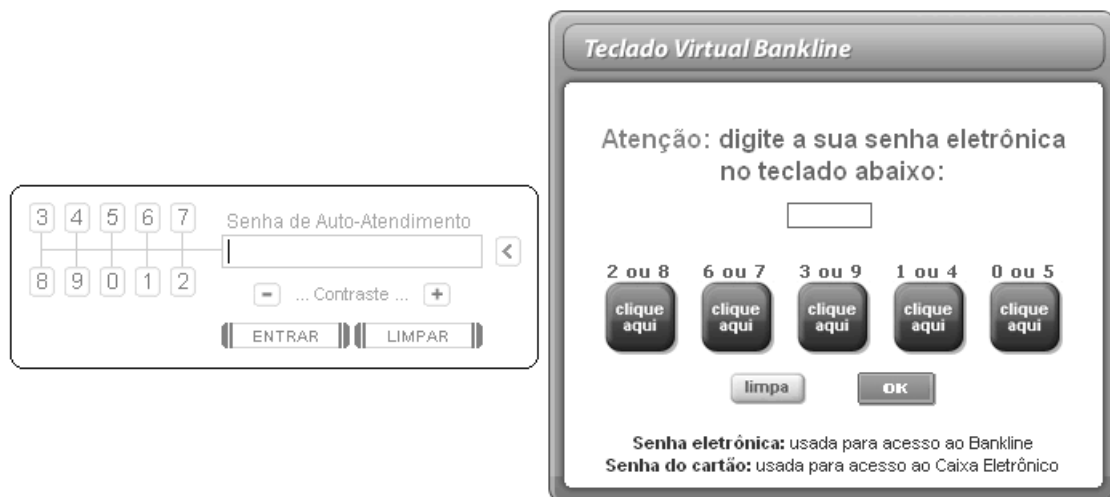 3 4 5 6 7
Senha de Auto-Atendimento
<
8 9 0 1 2
- ... Contraste ... +
ENTRAR LIMPAR
Teclado Virtual Bankline
Atenção: digite a sua senha eletrônica
no teclado abaixo:
2 ou 8 6 ou 7 3 ou 9 1 ou 4 0 ou 5
clique clique clique clique clique
aqui aqui aqui aqui aqui
limpa OK
Senha eletrônica: usada para acesso ao Bankline
Senha do cartão: usada para acesso ao Caixa Eletrônico